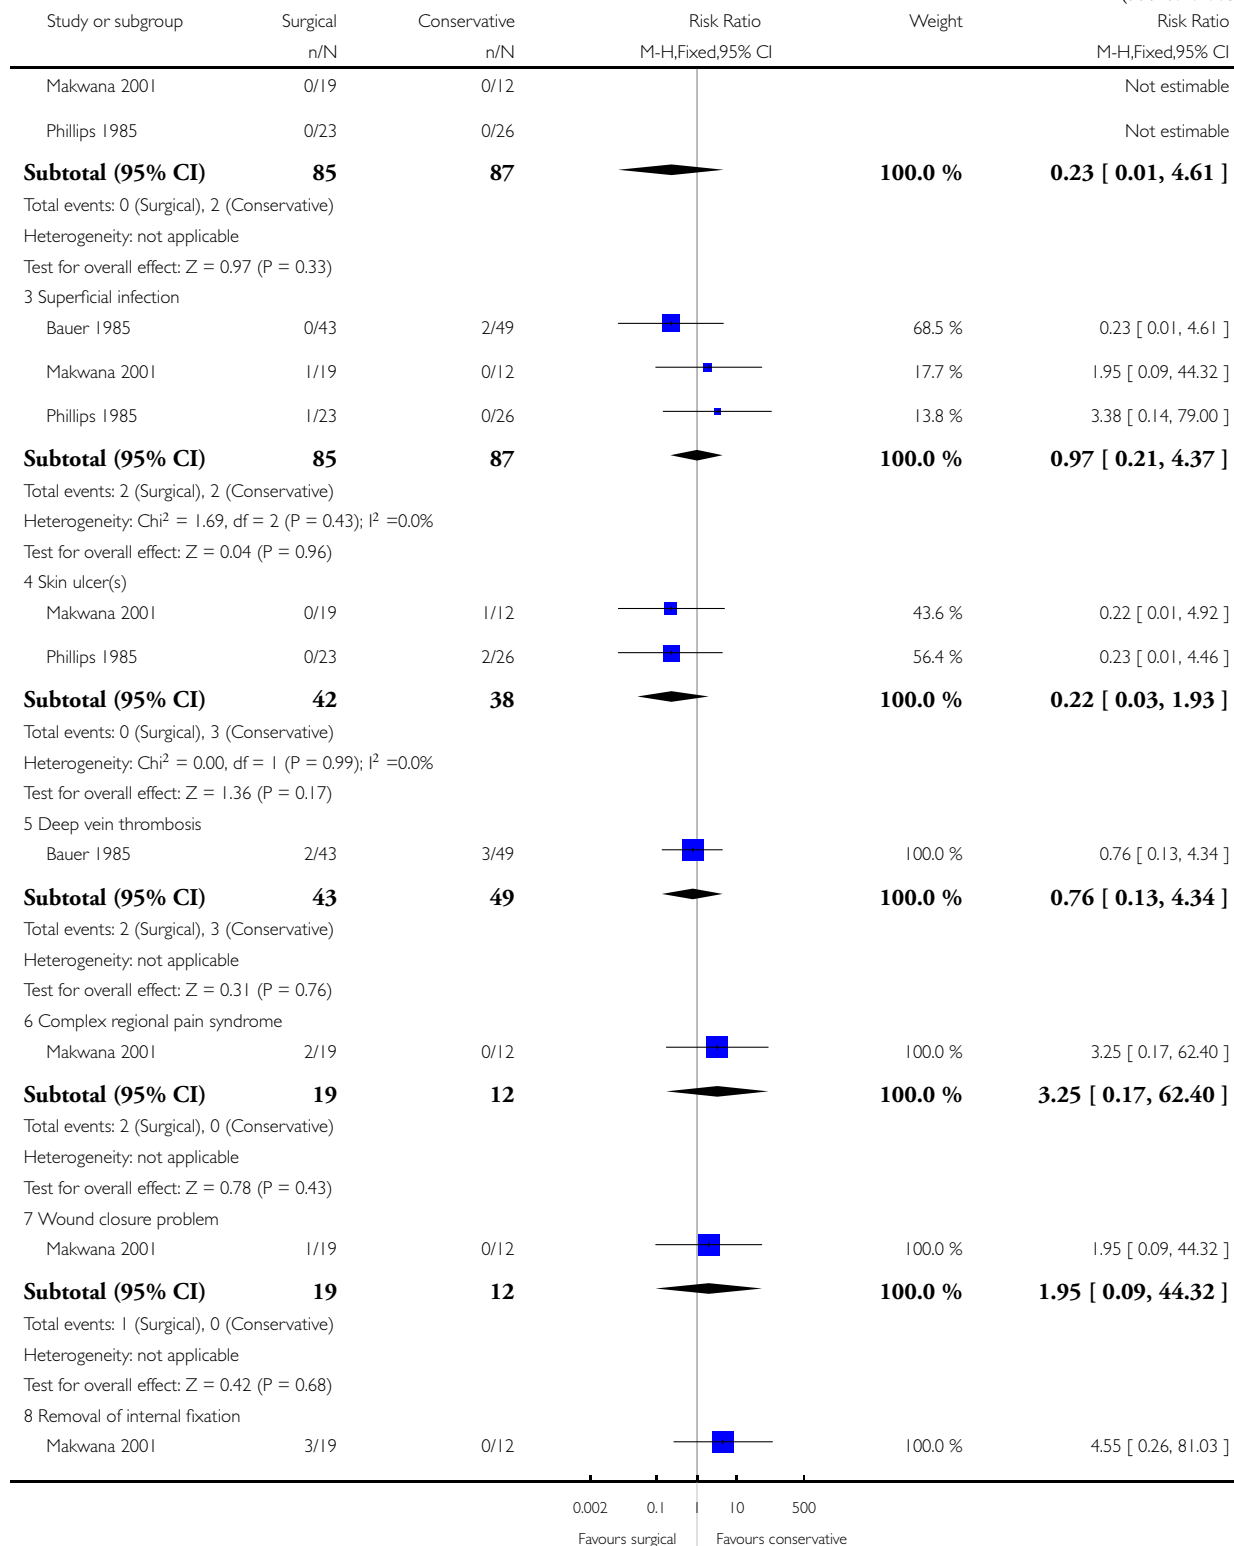 Study or subgroup Surgical Conservative Risk Ratio Weight Risk Ratio
n/N n/N M-H,Fixed,95% CI M-H,Fixed,95% CI
Makwana 2001 0/19 0/12 Not estimable
Phillips 1985 0/23 0/26 Not estimable
Subtotal (95% CI) 85 87 100.0 % 0.23 [ 0.01, 4.61 ]
Total events: 0 (Surgical), 2 (Conservative)
Heterogeneity: not applicable
Test for overall effect: Z = 0.97 (P = 0.33)
3 Superficial infection
Bauer 1985 0/43 2/49 68.5 % 0.23 [ 0.01, 4.61 ]
Makwana 2001 1/19 0/12 17.7 % 1.95 [ 0.09, 44.32 ]
Phillips 1985 1/23 0/26 13.8 % 3.38 [ 0.14, 79.00 ]
Subtotal (95% CI) 85 87 100.0 % 0.97 [ 0.21, 4.37 ]
Total events: 2 (Surgical), 2 (Conservative)
Heterogeneity: Chi² = 1.69, df = 2 (P = 0.43); I² =0.0%
Test for overall effect: Z = 0.04 (P = 0.96)
4 Skin ulcer(s)
Makwana 2001 0/19 1/12 43.6 % 0.22 [ 0.01, 4.92 ]
Phillips 1985 0/23 2/26 56.4 % 0.23 [ 0.01, 4.46 ]
Subtotal (95% CI) 42 38 100.0 % 0.22 [ 0.03, 1.93 ]
Total events: 0 (Surgical), 3 (Conservative)
Heterogeneity: Chi² = 0.00, df = 1 (P = 0.99); I² =0.0%
Test for overall effect: Z = 1.36 (P = 0.17)
5 Deep vein thrombosis
Bauer 1985 2/43 3/49 100.0 % 0.76 [ 0.13, 4.34 ]
Subtotal (95% CI) 43 49 100.0 % 0.76 [ 0.13, 4.34 ]
Total events: 2 (Surgical), 3 (Conservative)
Heterogeneity: not applicable
Test for overall effect: Z = 0.31 (P = 0.76)
6 Complex regional pain syndrome
Makwana 2001 2/19 0/12 100.0 % 3.25 [ 0.17, 62.40 ]
Subtotal (95% CI) 19 12 100.0 % 3.25 [ 0.17, 62.40 ]
Total events: 2 (Surgical), 0 (Conservative)
Heterogeneity: not applicable
Test for overall effect: Z = 0.78 (P = 0.43)
7 Wound closure problem
Makwana 2001 1/19 0/12 100.0 % 1.95 [ 0.09, 44.32 ]
Subtotal (95% CI) 19 12 100.0 % 1.95 [ 0.09, 44.32 ]
Total events: 1 (Surgical), 0 (Conservative)
Heterogeneity: not applicable
Test for overall effect: Z = 0.42 (P = 0.68)
8 Removal of internal fixation
Makwana 2001 3/19 0/12 100.0 % 4.55 [ 0.26, 81.03 ]
0.002 0.1 1 10 500
Favours surgical Favours conservative